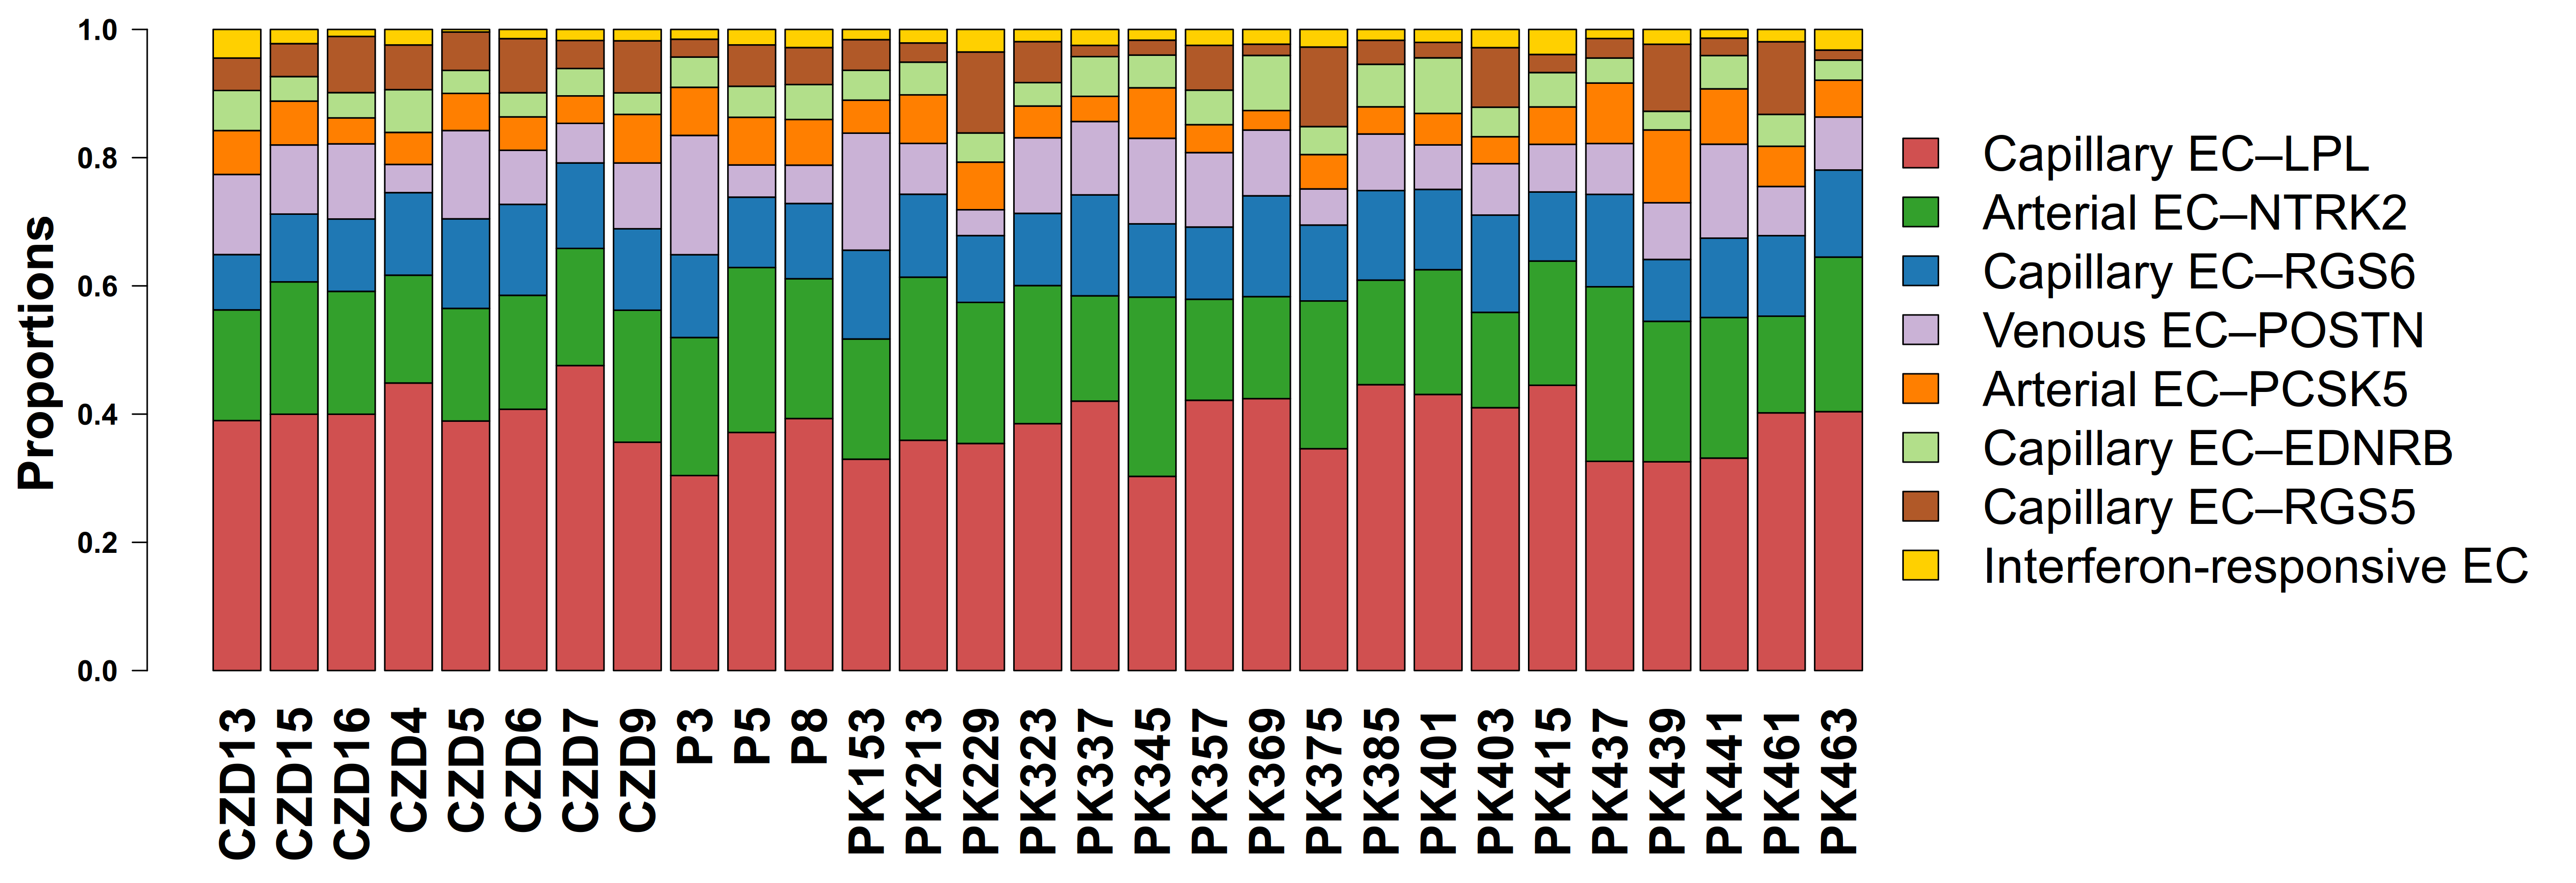 Proportions
1.0
0.8
0.6
0.4
0.2
0.0
CZD13
CZD15
CZD16
CZD4
CZD5
CZD6
CZD7
CZD9
P3
P5
P8
PK153
PK213
PK229
PK323
PK337
PK345
PK357
PK369
PK375
PK385
PK401
PK403
PK415
PK437
PK439
PK441
PK461
PK463
Capillary EC–LPL
Arterial EC–NTRK2
Capillary EC–RGS6
Venous EC–POSTN
Arterial EC–PCSK5
Capillary EC–EDNRB
Capillary EC–RGS5
Interferon-responsive EC